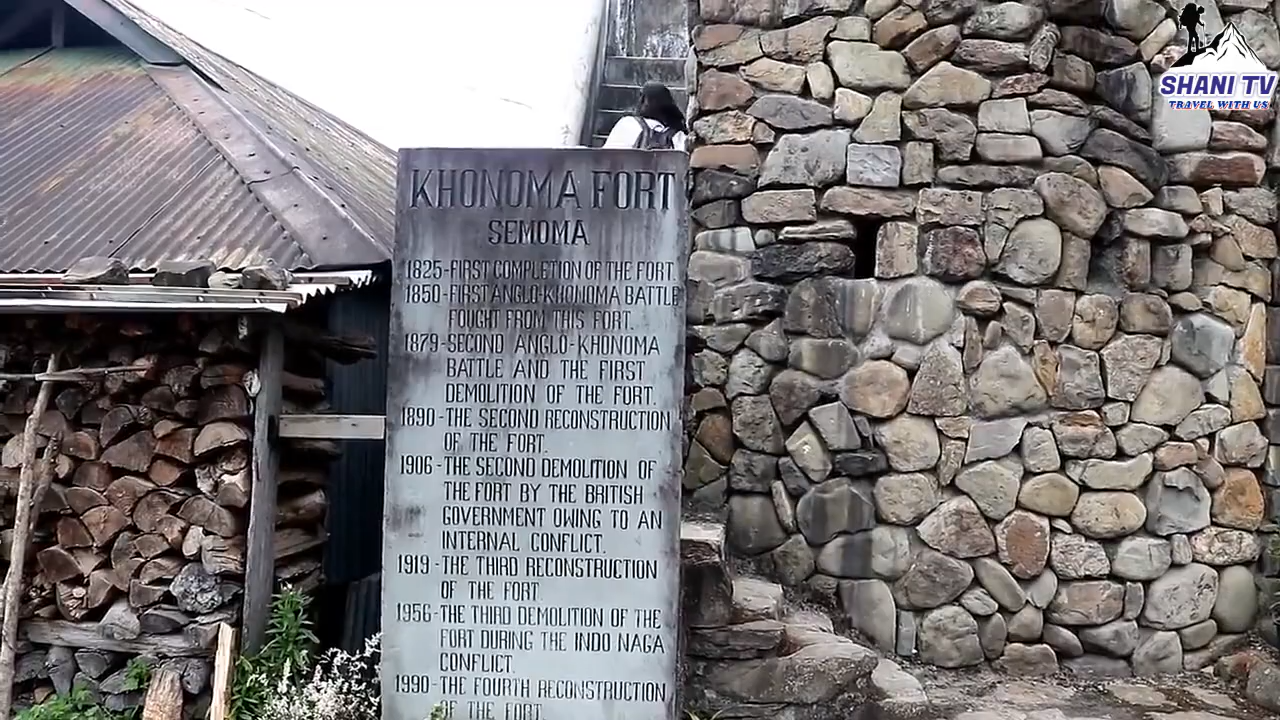 SHANI TV
TRAVEL WITH US
KHONOMA FORT
SEMOMA
1825-FIRST COMPLETION OF THE FORT.
1850-FIRST ANGLO-KHONOMA BATTLE
FOUGHT FROM THIS FORT.
1879-SECOND ANGLO-KHONOMA
BATTLE AND THE FIRST
DEMOLITION OF THE FORT.
1890-THE SECOND RECONSTRUCTION
OF THE FORT.
1906-THE SECOND DEMOLITION OF
THE FORT BY THE BRITISH
GOVERNMENT OWING TO AN
INTERNAL CONFLICT.
1919-THE THIRD RECONSTRUCTION
OF THE FORT.
1956-THE THIRD DEMOLITION OF THE
FORT DURING THE INDO NAGA
CONFLICT.
1990-THE FOURTH RECONSTRUCTION
OF THE FORT.